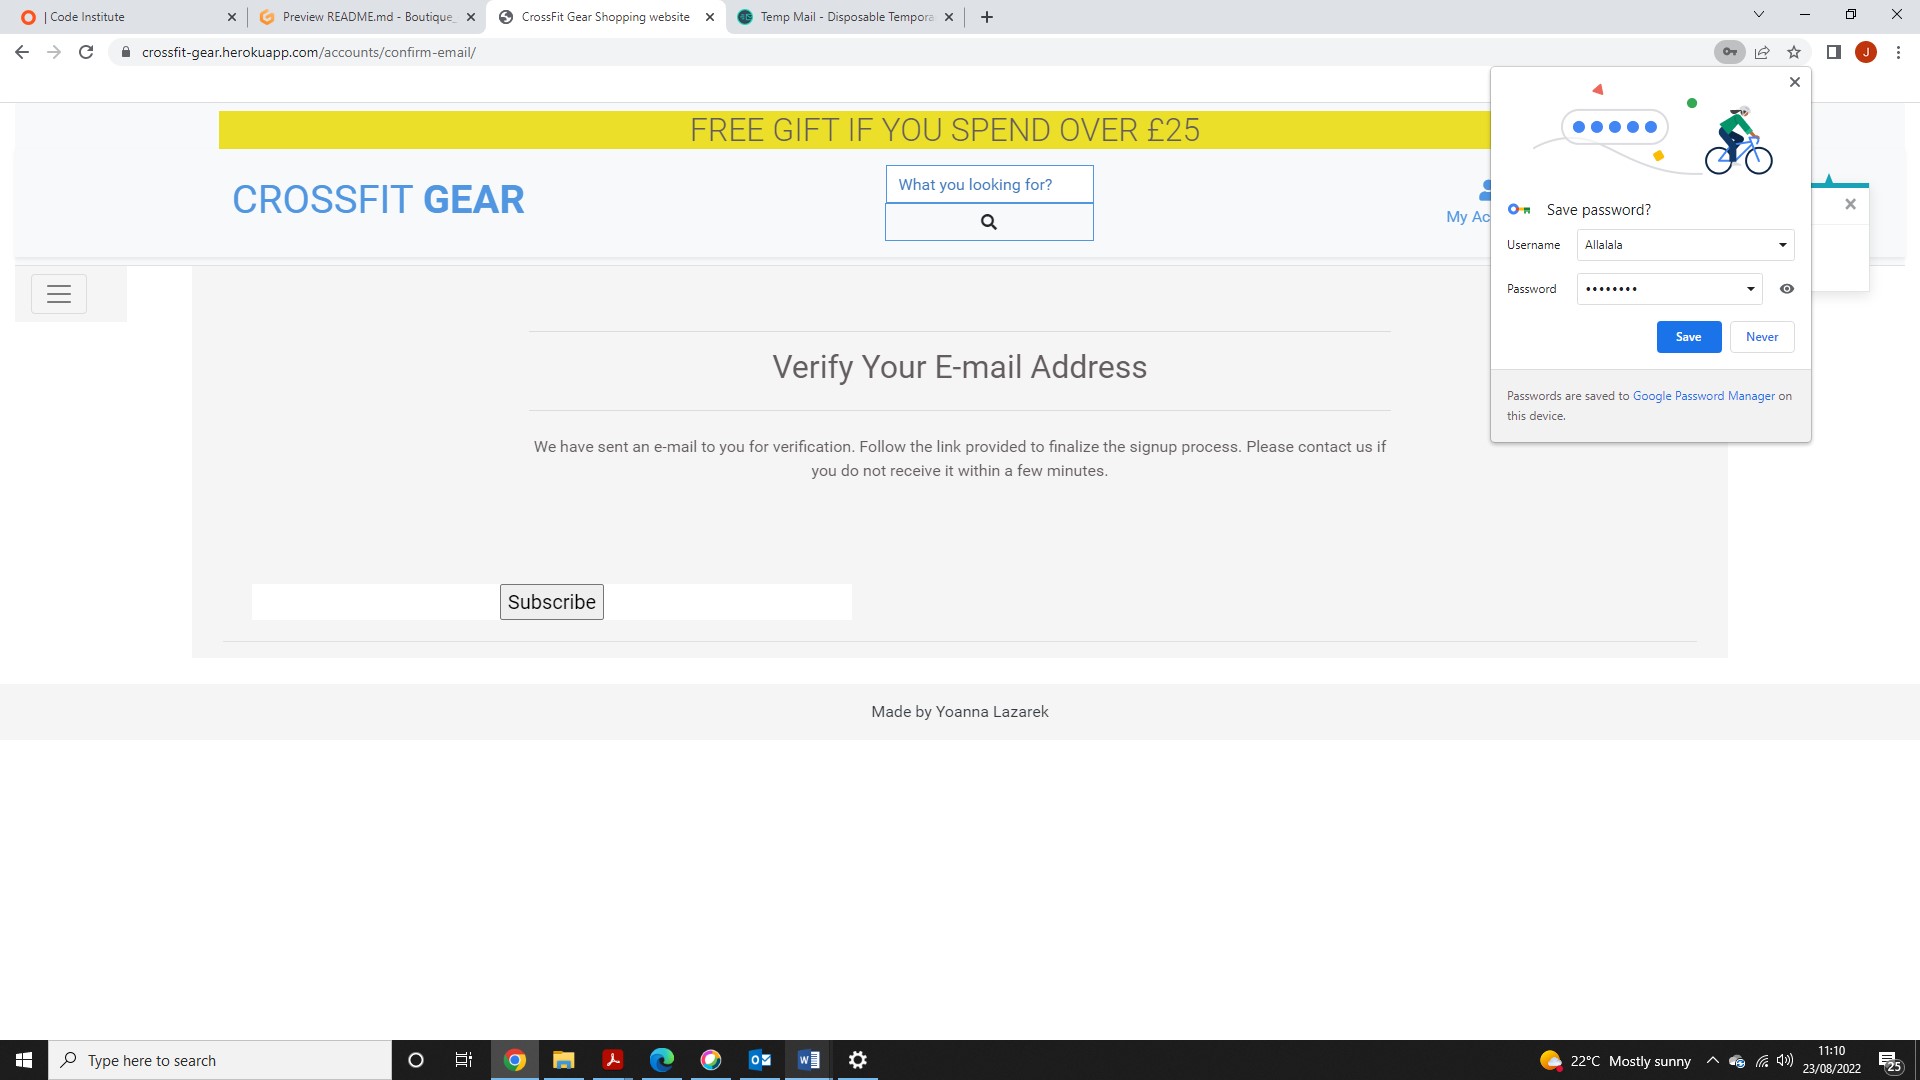 | Code Institute
Preview README.md - Boutique_
CrossFit Gear Shopping website
Temp Mail - Disposable Tempora
crossfit-gear.herokuapp.com/accounts/confirm-email/
J
FREE GIFT IF YOU SPEND OVER £25
CROSSFIT GEAR
What you looking for?
My Ac
Save password?
Username
Allalala
Password
Save
Never
Passwords are saved to Google Password Manager on
this device.
Verify Your E-mail Address
We have sent an e-mail to you for verification. Follow the link provided to finalize the signup process. Please contact us if
you do not receive it within a few minutes.
Subscribe
Made by Yoanna Lazarek
Type here to search
22°C Mostly sunny
11:10
23/08/2022
25